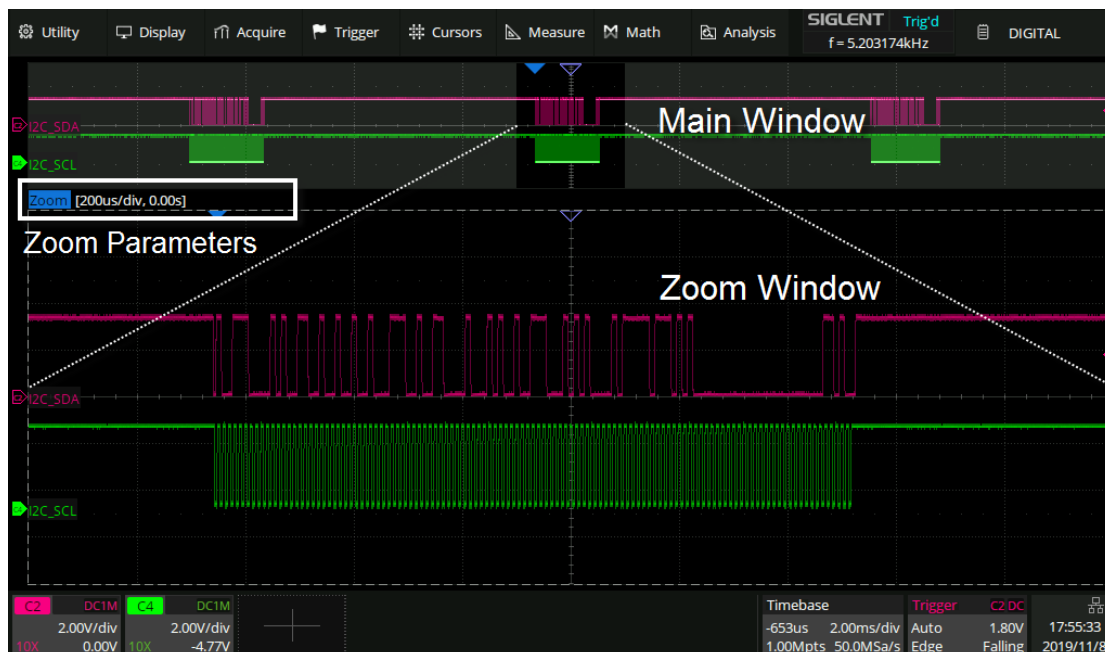 Utility Display Acquire Trigger Cursors Measure Math Analysis SIGLENT Trig'd DIGITAL
f = 5.203174kHz
I2C_SDA
Main Window
I2C_SCL
Zoom [200us/div, 0.00s]
Zoom Parameters
Zoom Window
I2C_SDA
I2C_SCL
C2 DC1M C4 DC1M Timebase Trigger C2 DC
2.00V/div 2.00V/div -653us 2.00ms/div Auto 1.80V 17:55:33
10X 0.00V 10X -4.77V 1.00Mpts 50.0MSa/s Edge Falling 2019/11/8